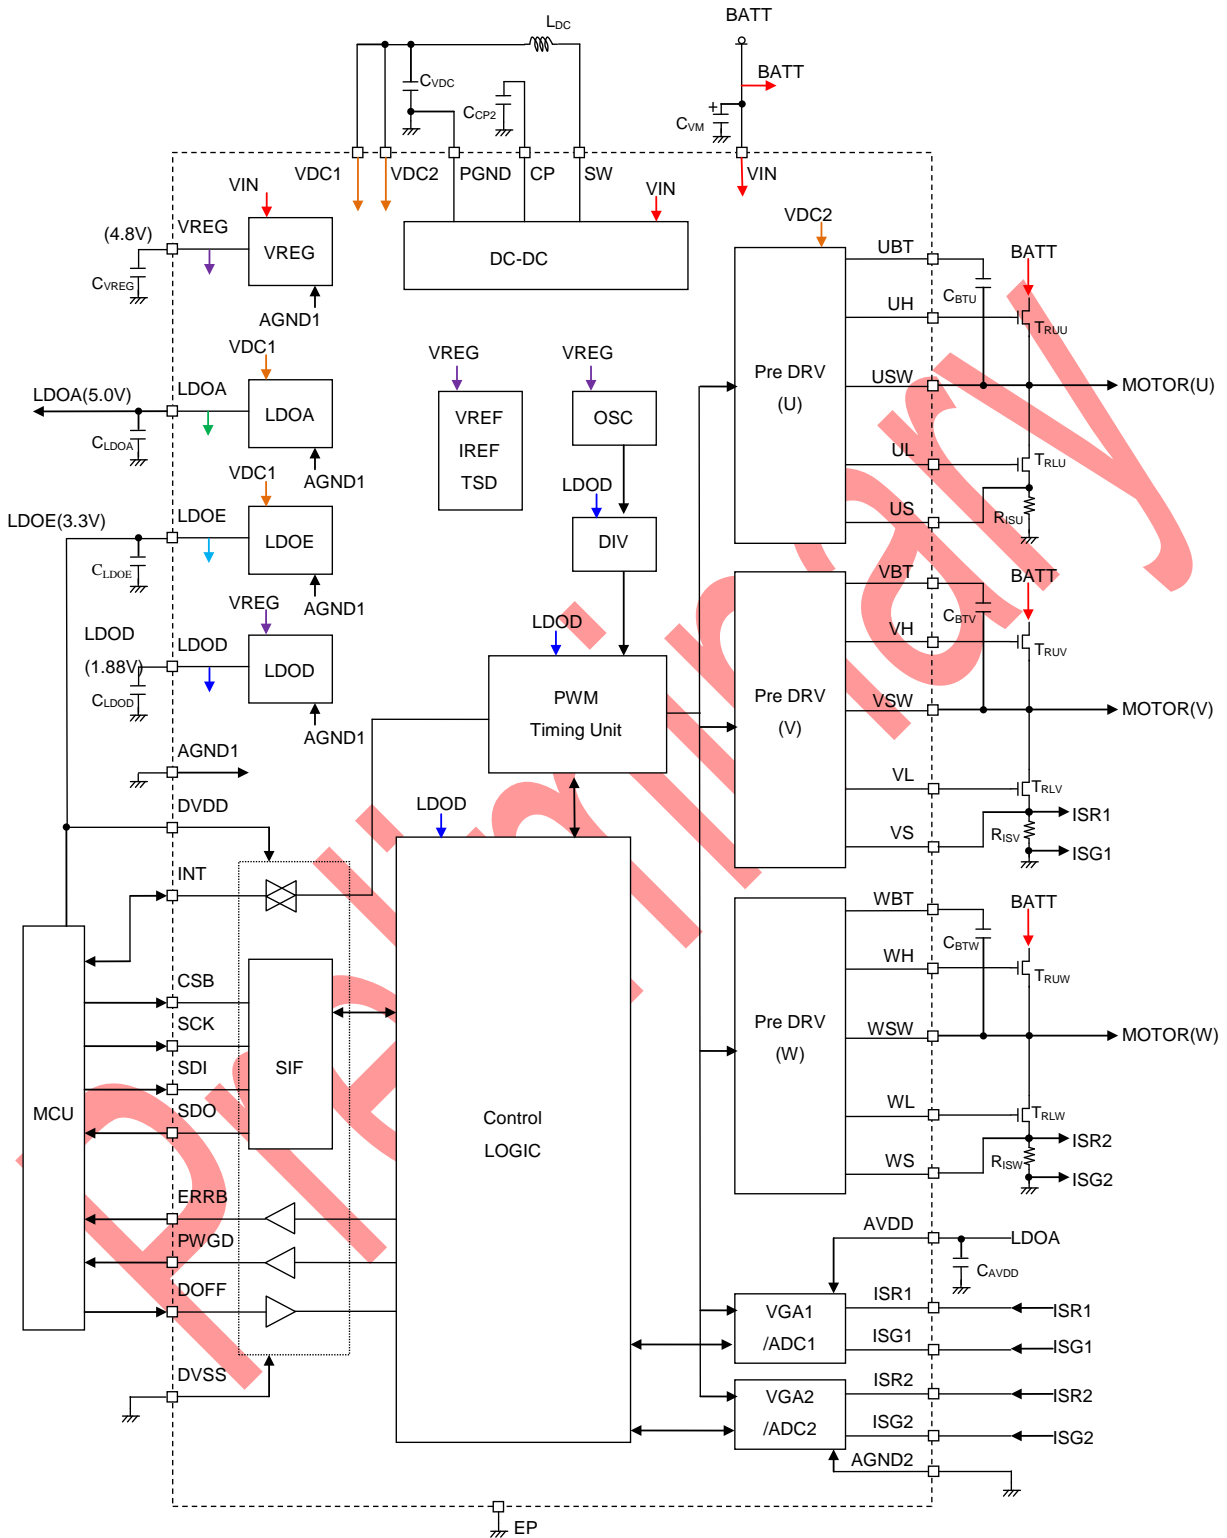 LDC
BATT
BATT
CVDC
CCP2
CVM
VDC1
VDC2
PGND
CP
SW
VIN
VIN
VIN
(4.8V)
VREG
VREG
CVREG
AGND1
DC-DC
VDC2
UBT
BATT
CBTU
UH
TRUU
Pre DRV
(U)
USW
MOTOR(U)
UL
TRLU
US
RISU
VDC1
LDOA(5.0V)
LDOA
LDOA
CLDOA
AGND1
VREG
VREF
IREF
TSD
VREG
OSC
LDOD
DIV
VDC1
LDOE(3.3V)
LDOE
LDOE
CLDOE
AGND1
VREG
LDOD
(1.88V)
LDOD
LDOD
CLDOD
AGND1
LDOD
PWM
Timing Unit
VBT
BATT
CBTV
VH
TRUV
Pre DRV
(V)
VSW
MOTOR(V)
VL
TRLV
ISR1
VS
RISV
ISG1
AGND1
DVDD
LDOD
INT
CSB
SCK
SDI
SDO
SIF
MCU
Control
LOGIC
ERRB
PWGD
DOFF
DVSS
WBT
BATT
CBTW
WH
TRUW
Pre DRV
(W)
WSW
MOTOR(W)
WL
TRLW
ISR2
WS
RISW
ISG2
AVDD
LDOA
CAVDD
VGA1
/ADC1
ISR1
ISR1
ISG1
ISG1
VGA2
/ADC2
ISR2
ISR2
ISG2
ISG2
AGND2
EP
Preliminary